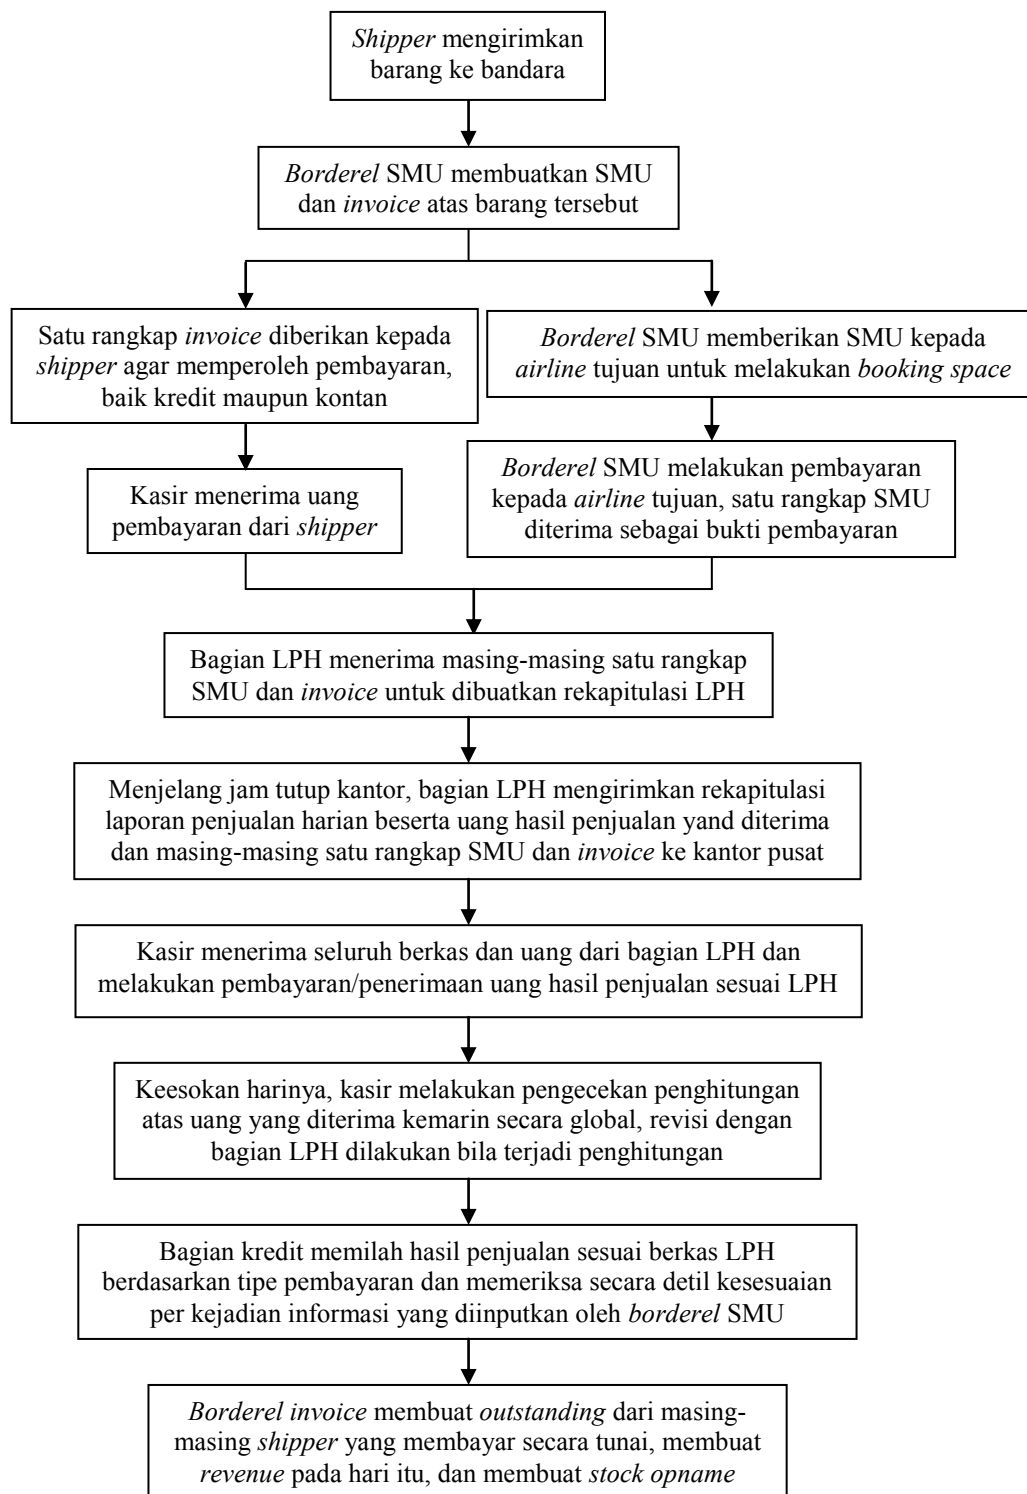 Shipper mengirimkan
barang ke bandara
Borderel SMU membuatkan SMU
dan invoice atas barang tersebut
Satu rangkap invoice diberikan kepada
shipper agar memperoleh pembayaran,
baik kredit maupun kontan
Borderel SMU memberikan SMU kepada
airline tujuan untuk melakukan booking space
Kasir menerima uang
pembayaran dari shipper
Borderel SMU melakukan pembayaran
kepada airline tujuan, satu rangkap SMU
diterima sebagai bukti pembayaran
Bagian LPH menerima masing-masing satu rangkap
SMU dan invoice untuk dibuatkan rekapitulasi LPH
Menjelang jam tutup kantor, bagian LPH mengirimkan rekapitulasi
laporan penjualan harian beserta uang hasil penjualan yand diterima
dan masing-masing satu rangkap SMU dan invoice ke kantor pusat
Kasir menerima seluruh berkas dan uang dari bagian LPH dan
melakukan pembayaran/penerimaan uang hasil penjualan sesuai LPH
Keesokan harinya, kasir melakukan pengecekan penghitungan
atas uang yang diterima kemarin secara global, revisi dengan
bagian LPH dilakukan bila terjadi penghitungan
Bagian kredit memilah hasil penjualan sesuai berkas LPH
berdasarkan tipe pembayaran dan memeriksa secara detil kesesuaian
per kejadian informasi yang diinputkan oleh borderel SMU
Borderel invoice membuat outstanding dari masing-
masing shipper yang membayar secara tunai, membuat
revenue pada hari itu, dan membuat stock opname